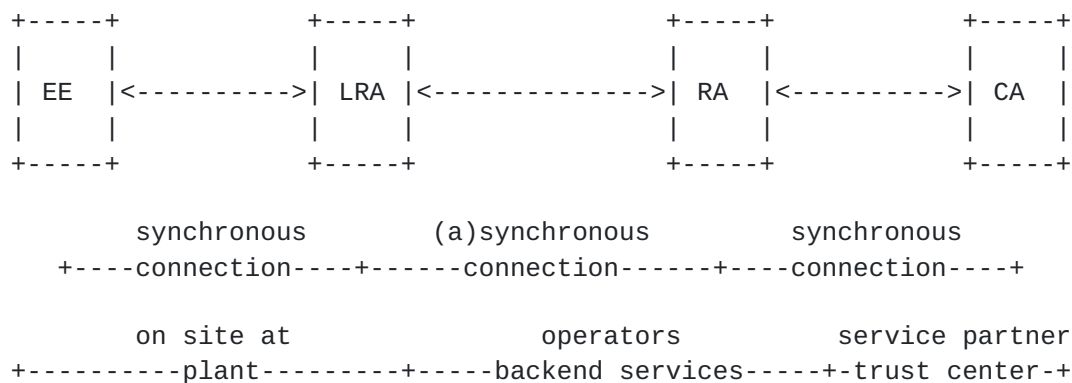 +-----+            +-----+                +-----+            +-----+
|     |            |     |                |     |            |     |
| EE  |<---------->| LRA |<-------------->| RA  |<---------->| CA  |
|     |            |     |                |     |            |     |
+-----+            +-----+                +-----+            +-----+
        synchronous        (a)synchronous         synchronous
   +----connection----+------connection------+----connection----+
        on site at                operators          service partner
+----------plant---------+-----backend services-----+-trust center-+